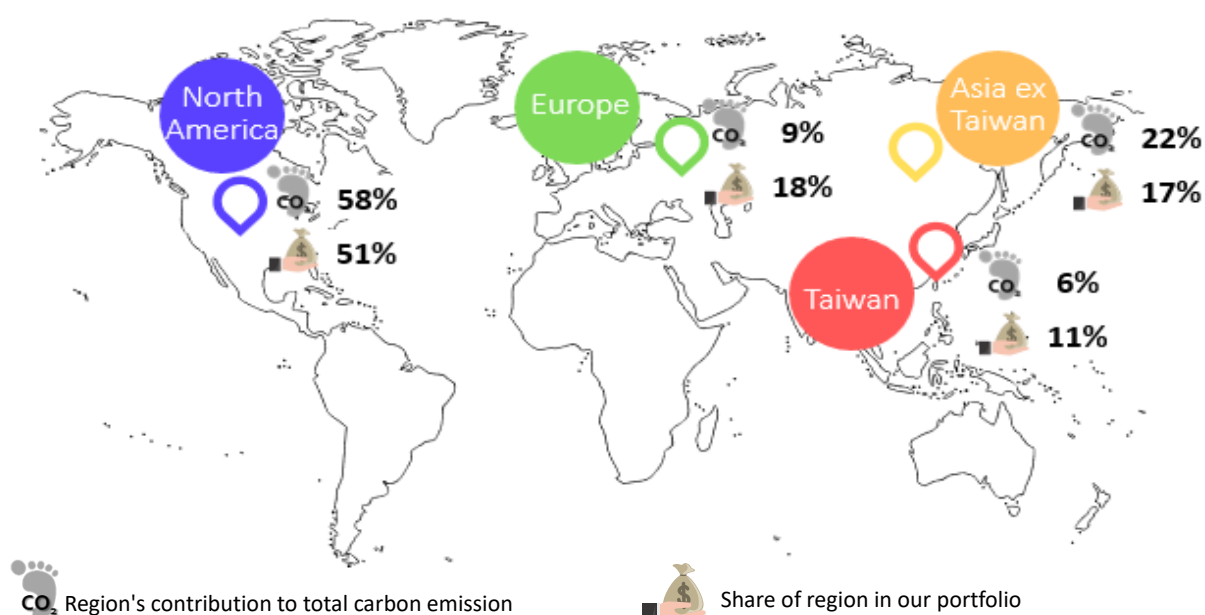 North
America
CO₂
58%
51%
Europe
CO₂
9%
18%
Asia ex
Taiwan
CO₂
22%
17%
Taiwan
CO₂
6%
11%
$
$
$
$
CO₂ Region's contribution to total carbon emission
$
Share of region in our portfolio